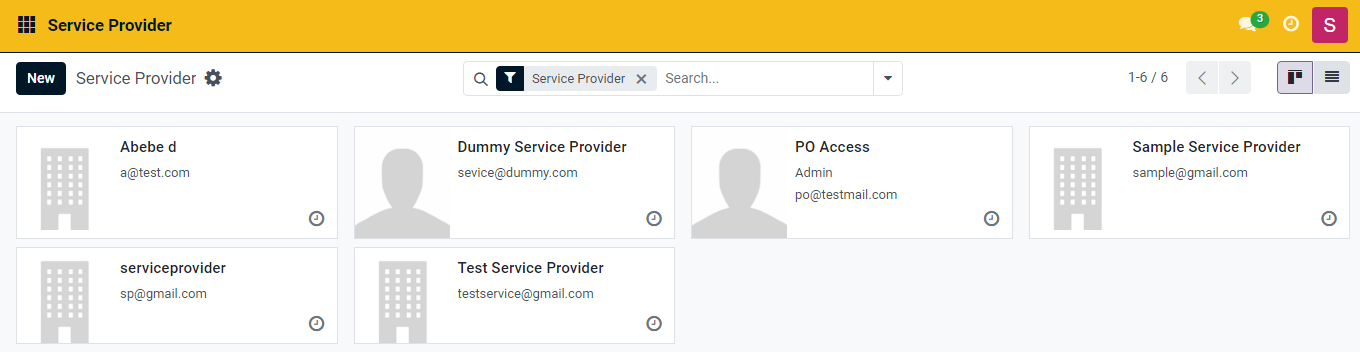 Service Provider
3
S
New
Service Provider
Service Provider
Search...
1-6 / 6
Abebe d
a@test.com
Dummy Service Provider
sevice@dummy.com
PO Access
Admin
po@testmail.com
Sample Service Provider
sample@gmail.com
serviceprovider
sp@gmail.com
Test Service Provider
testservice@gmail.com